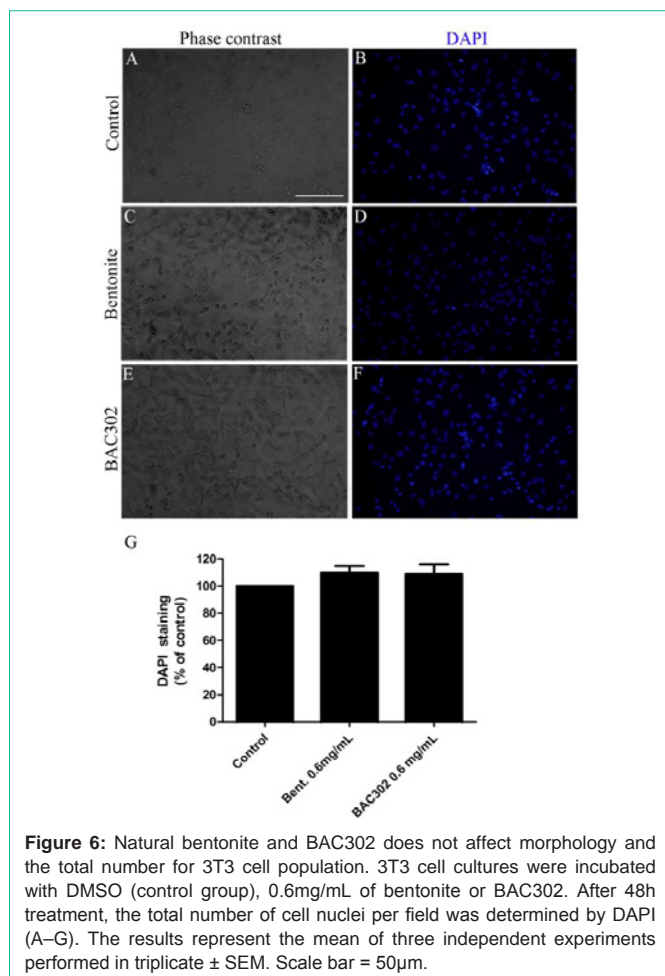 Phase contrast
DAPI
Control
A
B
Bentonite
C
D
BAC302
E
F
G
DAPI staining
(% of control)
120
100
80
60
40
20
0
Control
Bent. 0.6mg/mL
BAC302 0.6 mg/mL
Figure 6: Natural bentonite and BAC302 does not affect morphology and
the total number for 3T3 cell population. 3T3 cell cultures were incubated
with DMSO (control group), 0.6mg/mL of bentonite or BAC302. After 48h
treatment, the total number of cell nuclei per field was determined by DAPI
(A–G). The results represent the mean of three independent experiments
performed in triplicate ± SEM. Scale bar = 50μm.